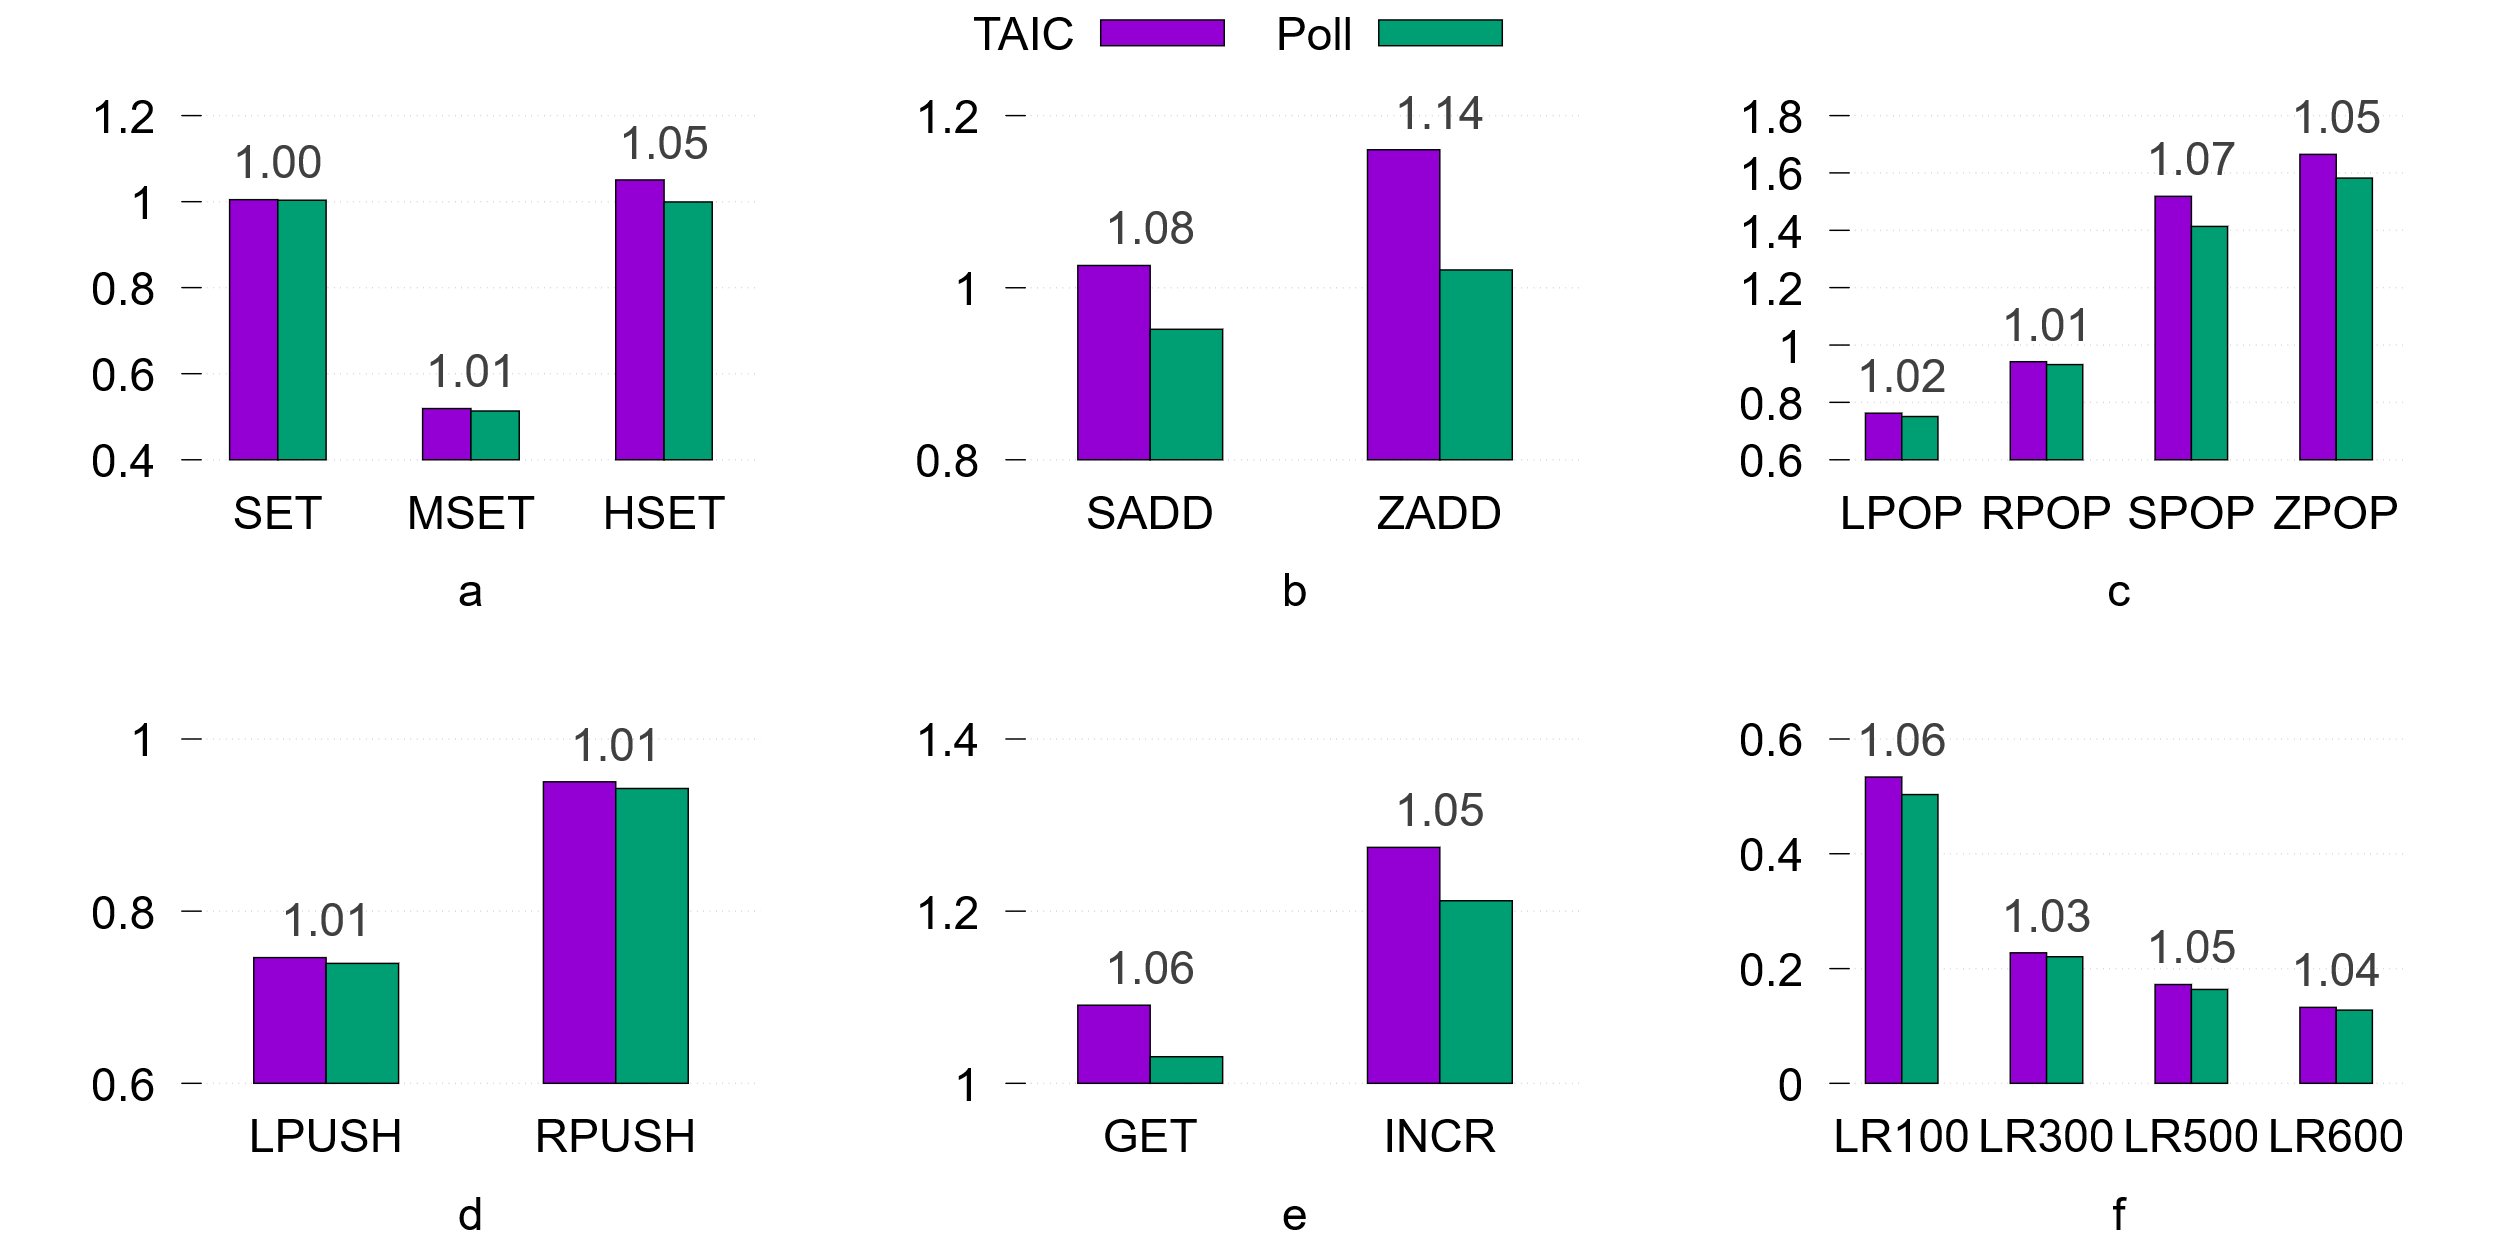 TAIC Poll
1.2
1
0.8
0.6
0.4
1.00 1.01 1.05
SET MSET HSET
a
1.2
1
0.8
1.08 1.14
SADD ZADD
b
1.8
1.6
1.4
1.2
1
0.8
0.6
1.02 1.01 1.07 1.05
LPOP RPOP SPOP ZPOP
c
1
0.8
0.6
1.01 1.01
LPUSH RPUSH
d
1.4
1.2
1
1.06 1.05
GET INCR
e
0.6
0.4
0.2
0
1.06 1.03 1.05 1.04
LR100 LR300 LR500 LR600
f